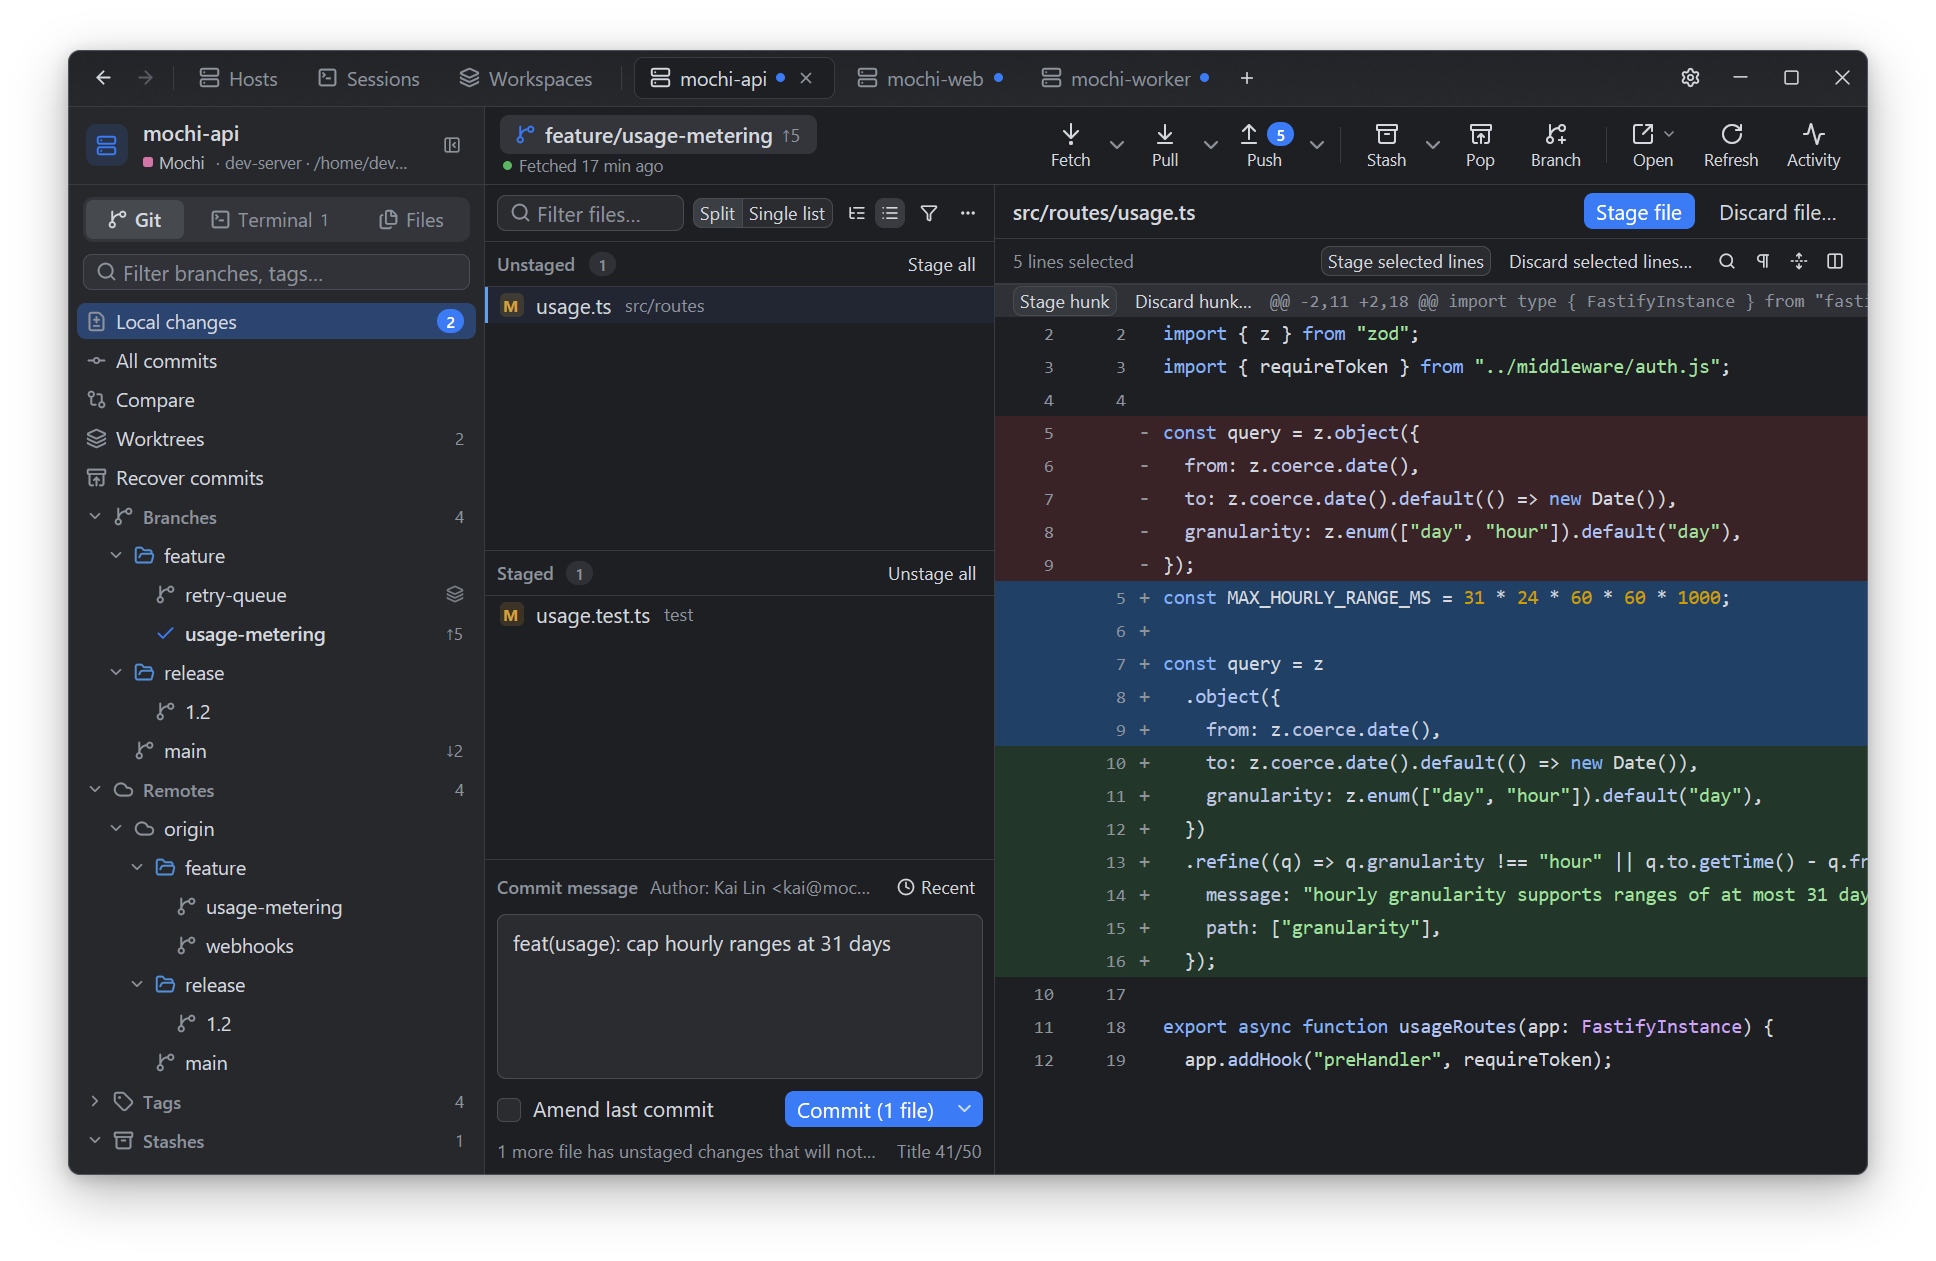 Hosts Sessions Workspaces mochi-api mochi-web mochi-worker
mochi-api
Mochi · dev-server · /home/dev...
feature/usage-metering ↑5
Fetched 17 min ago
Fetch Pull Push 5 Stash Pop Branch Open Refresh Activity
Git Terminal 1 Files
Filter branches, tags...
Local changes 2
All commits
Compare
Worktrees 2
Recover commits
Branches 4
feature
retry-queue
usage-metering ↑5
release
1.2
main ↓2
Remotes 4
origin
feature
usage-metering
webhooks
release
1.2
main
Tags 4
Stashes 1
Filter files... Split Single list
Unstaged 1 Stage all
M usage.ts src/routes
Staged 1 Unstage all
M usage.test.ts test
Commit message Author: Kai Lin <kai@moc... Recent
feat(usage): cap hourly ranges at 31 days
Amend last commit Commit (1 file)
1 more file has unstaged changes that will not... Title 41/50
src/routes/usage.ts Stage file Discard file...
5 lines selected Stage selected lines Discard selected lines...
Stage hunk Discard hunk... @@ -2,11 +2,18 @@ import type { FastifyInstance } from "fasti
2 2 import { z } from "zod";
3 3 import { requireToken } from "../middleware/auth.js";
4 4
5 - const query = z.object({
6 - from: z.coerce.date(),
7 - to: z.coerce.date().default(() => new Date()),
8 - granularity: z.enum(["day", "hour"]).default("day"),
9 - });
5 + const MAX_HOURLY_RANGE_MS = 31 * 24 * 60 * 60 * 1000;
6 +
7 + const query = z
8 + .object({
9 + from: z.coerce.date(),
10 + to: z.coerce.date().default(() => new Date()),
11 + granularity: z.enum(["day", "hour"]).default("day"),
12 + })
13 + .refine((q) => q.granularity !== "hour" || q.to.getTime() - q.fr
14 + message: "hourly granularity supports ranges of at most 31 day
15 + path: ["granularity"],
16 + });
10 17
11 18 export async function usageRoutes(app: FastifyInstance) {
12 19 app.addHook("preHandler", requireToken);